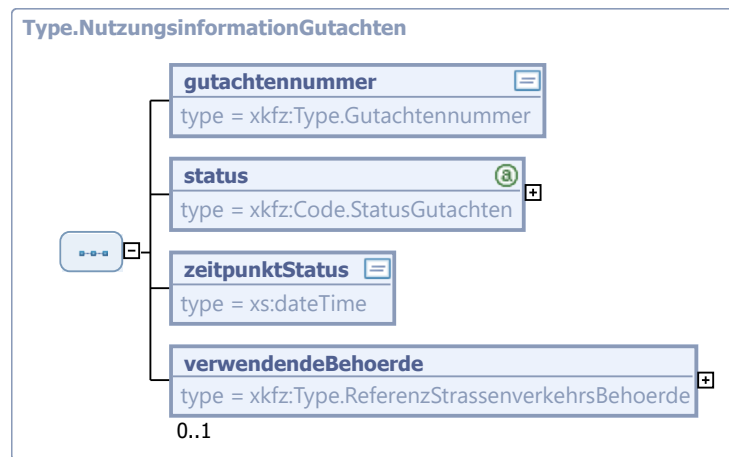 Type.NutzungsinformationGutachten
gutachtennummer
type = xkfz:Type.Gutachtennummer
status
type = xkfz:Code.StatusGutachten
zeitpunktStatus
type = xs:dateTime
verwendendeBehoerde
type = xkfz:Type.ReferenzStrassenverkehrsBehoerde
0..1